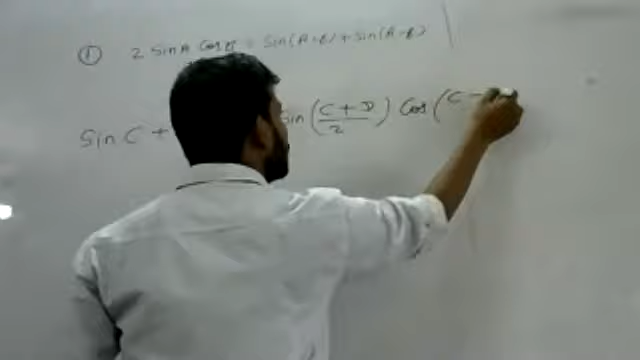 ① 2 Sin A Cos B = Sin(A+B) + Sin(A-B)
Sin C + Sin (C + D / 2) Cos (C -